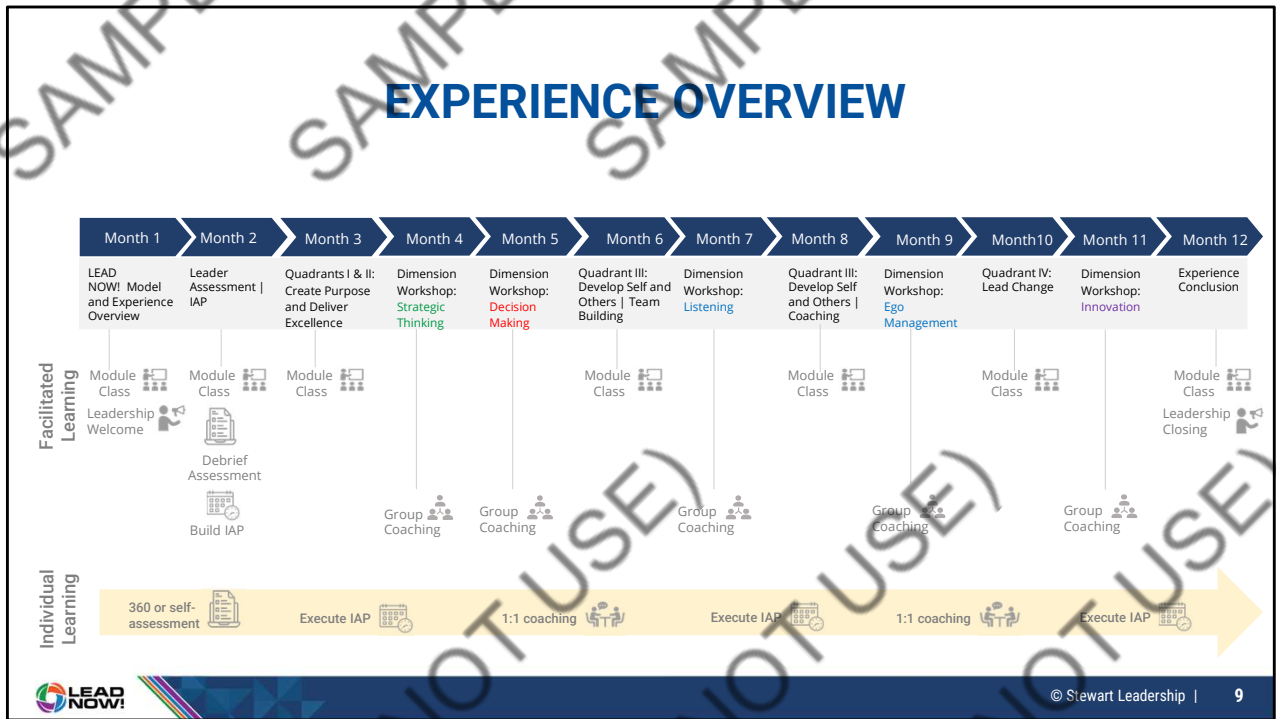 SAMPLE
SAMPLE
SAMPLE
EXPERIENCE OVERVIEW
Month 1
Month 2
Month 3
Month 4
Month 5
Month 6
Month 7
Month 8
Month 9
Month10
Month 11
Month 12
LEAD
NOW! Model
and Experience
Overview
Leader
Assessment |
IAP
Quadrants I & II:
Create Purpose
and Deliver
Excellence
Dimension
Workshop:
Strategic
Thinking
Dimension
Workshop:
Decision
Making
Quadrant III:
Develop Self and
Others | Team
Building
Dimension
Workshop:
Listening
Quadrant III:
Develop Self
and Others |
Coaching
Dimension
Workshop:
Ego
Management
Quadrant IV:
Lead Change
Dimension
Workshop:
Innovation
Experience
Conclusion
Facilitated
Learning
Module
Class
Leadership
Welcome
Module
Class
Debrief
Assessment
Build IAP
Module
Class
Group
Coaching
Group
Coaching
Module
Class
Group
Coaching
Module
Class
Group
Coaching
Module
Class
Group
Coaching
Module
Class
Leadership
Closing
Individual
Learning
360 or self-
assessment
Execute IAP
1:1 coaching
Execute IAP
1:1 coaching
Execute IAP
NOT USE)
NOT USE)
NOT USE)
LEAD
NOW!
© Stewart Leadership | 9